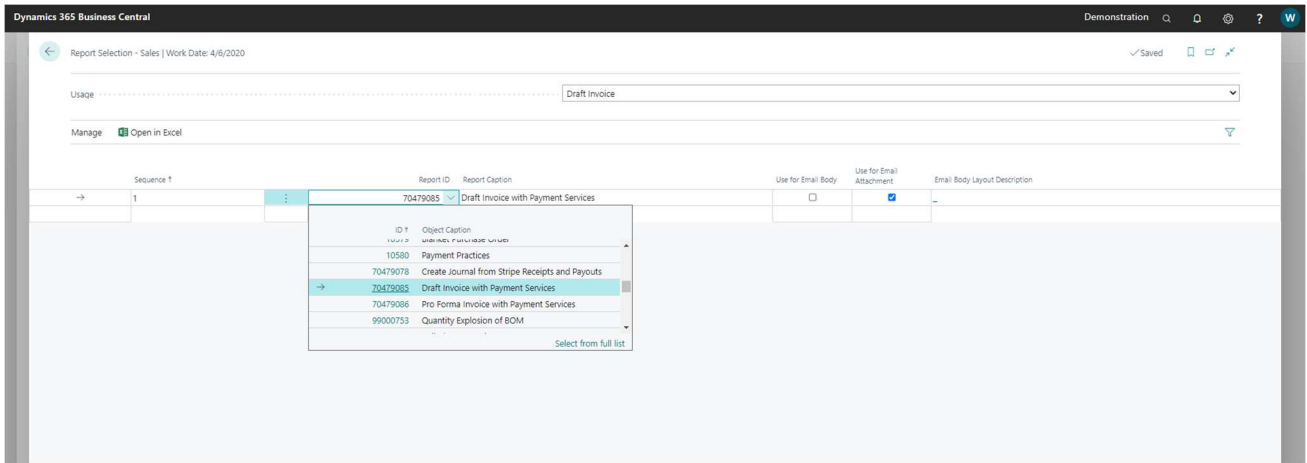 Dynamics 365 Business Central Demonstration ? W
Report Selection - Sales | Work Date: 4/6/2020 ✓Saved
Usage Draft Invoice
Manage Open in Excel
Sequence ↑ Report ID Report Caption Use for Email Body Use for Email Attachment Email Body Layout Description
→ 1 70479085 Draft Invoice with Payment Services _
ID ↑ Object Caption
10579 Blanket Purchase Order
10580 Payment Practices
70479078 Create Journal from Stripe Receipts and Payouts
→ 70479085 Draft Invoice with Payment Services
70479086 Pro Forma Invoice with Payment Services
99000753 Quantity Explosion of BOM
Select from full list